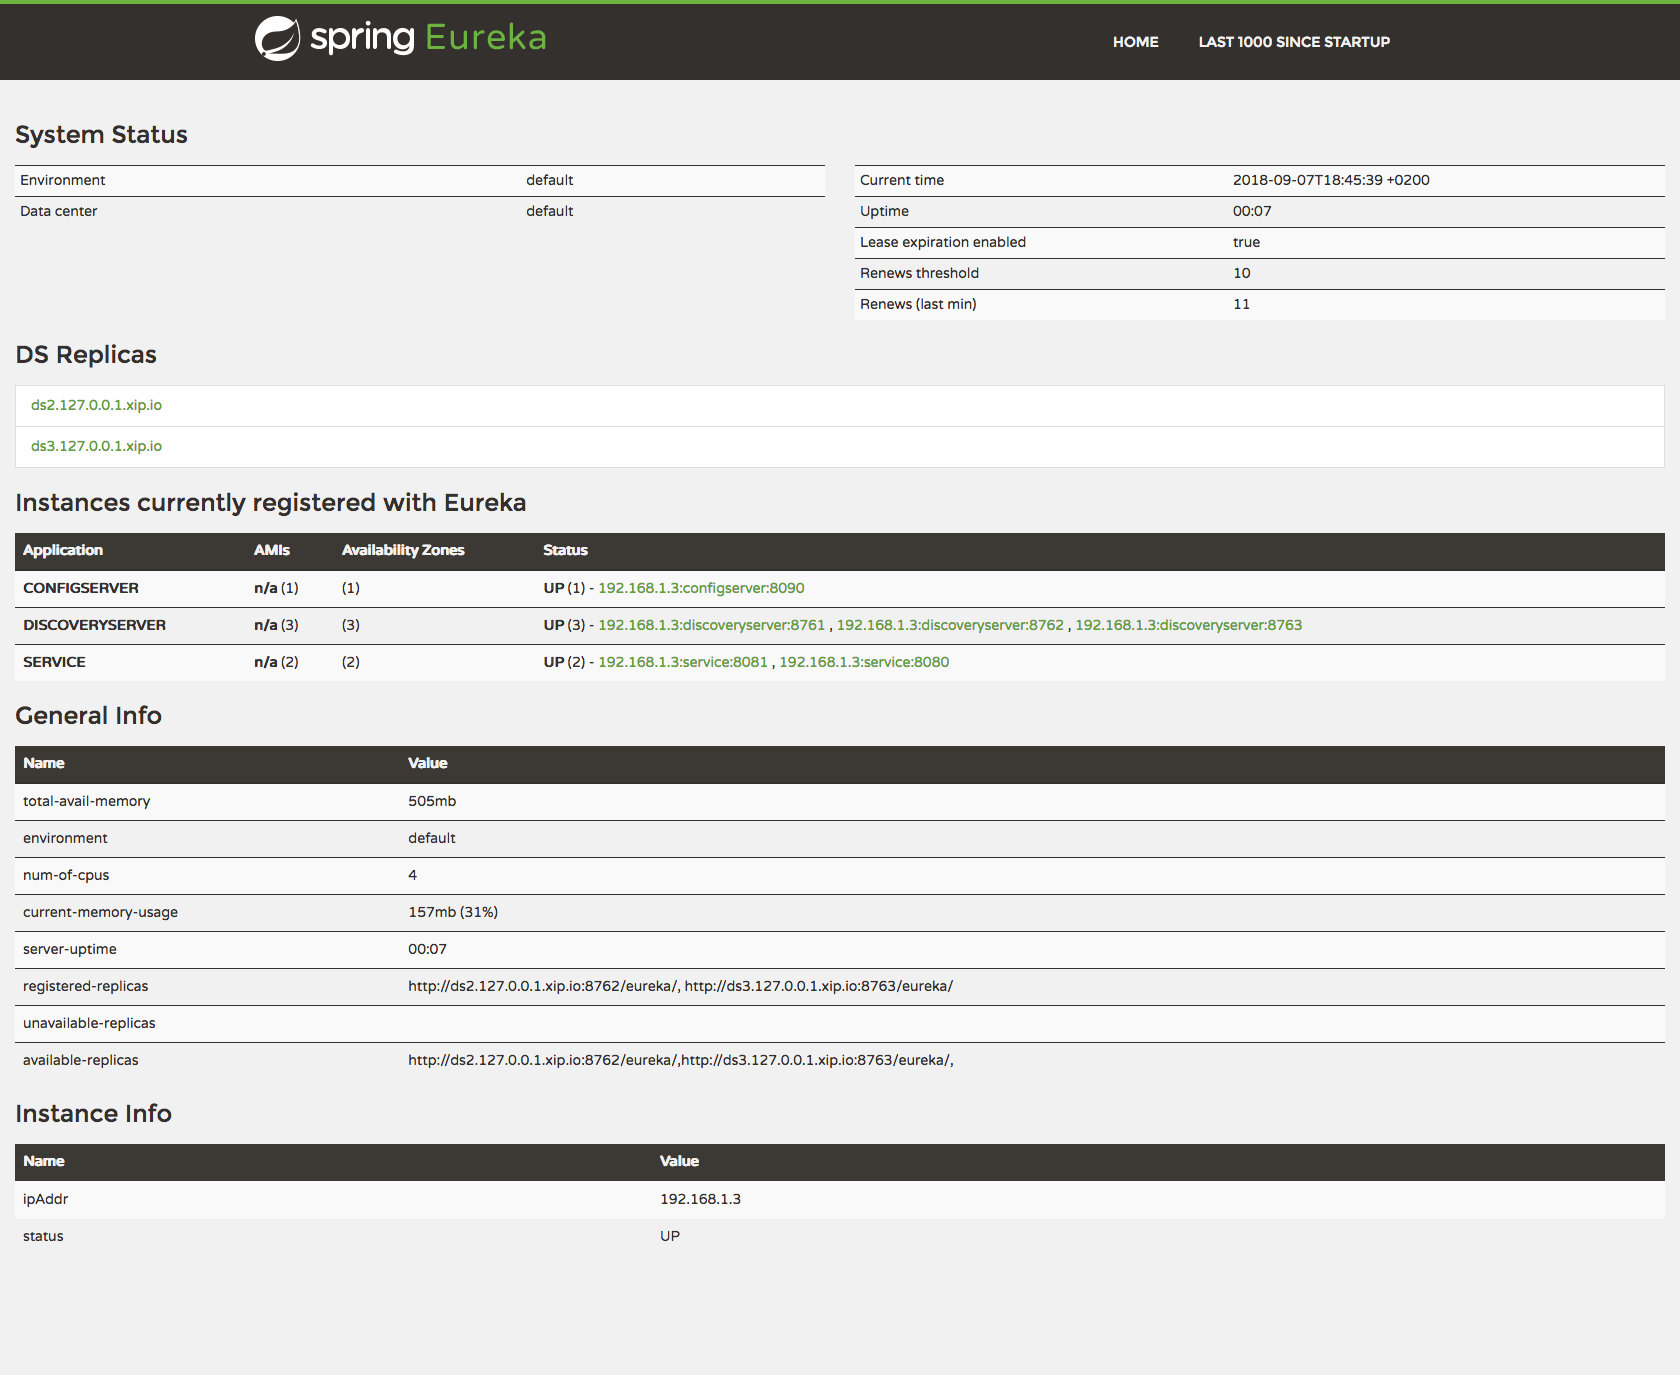 spring Eureka
HOME LAST 1000 SINCE STARTUP
System Status
Environment default
Data center default
Current time 2018-09-07T18:45:39 +0200
Uptime 00:07
Lease expiration enabled true
Renews threshold 10
Renews (last min) 11
DS Replicas
ds2.127.0.0.1.xip.io
ds3.127.0.0.1.xip.io
Instances currently registered with Eureka
Application AMIs Availability Zones Status
CONFIGSERVER n/a (1) (1) UP (1) - 192.168.1.3:configserver:8090
DISCOVERYSERVER n/a (3) (3) UP (3) - 192.168.1.3:discoveryserver:8761 , 192.168.1.3:discoveryserver:8762 , 192.168.1.3:discoveryserver:8763
SERVICE n/a (2) (2) UP (2) - 192.168.1.3:service:8081 , 192.168.1.3:service:8080
General Info
Name Value
total-avail-memory 505mb
environment default
num-of-cpus 4
current-memory-usage 157mb (31%)
server-uptime 00:07
registered-replicas http://ds2.127.0.0.1.xip.io:8762/eureka/, http://ds3.127.0.0.1.xip.io:8763/eureka/
unavailable-replicas
available-replicas http://ds2.127.0.0.1.xip.io:8762/eureka/,http://ds3.127.0.0.1.xip.io:8763/eureka/,
Instance Info
Name Value
ipAddr 192.168.1.3
status UP